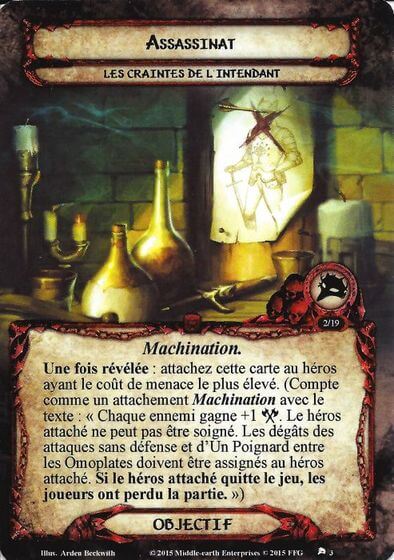 ASSASSINAT
LES CRAINTES DE L'INTENDANT
2/19
Machination.
Une fois révélée : attachez cette carte au héros
ayant le coût de menace le plus élevé. (Compte
comme un attachement Machination avec le
texte : « Chaque ennemi gagne +1 . Le héros
attaché ne peut pas être soigné. Les dégâts des
attaques sans défense et d'Un Poignard entre
les Omoplates doivent être assignés au héros
attaché. Si le héros attaché quitte le jeu, les
joueurs ont perdu la partie. »)
OBJECTIF
Illus. Arden Beckwith ©2015 Middle-earth Enterprises © 2015 FFG 3